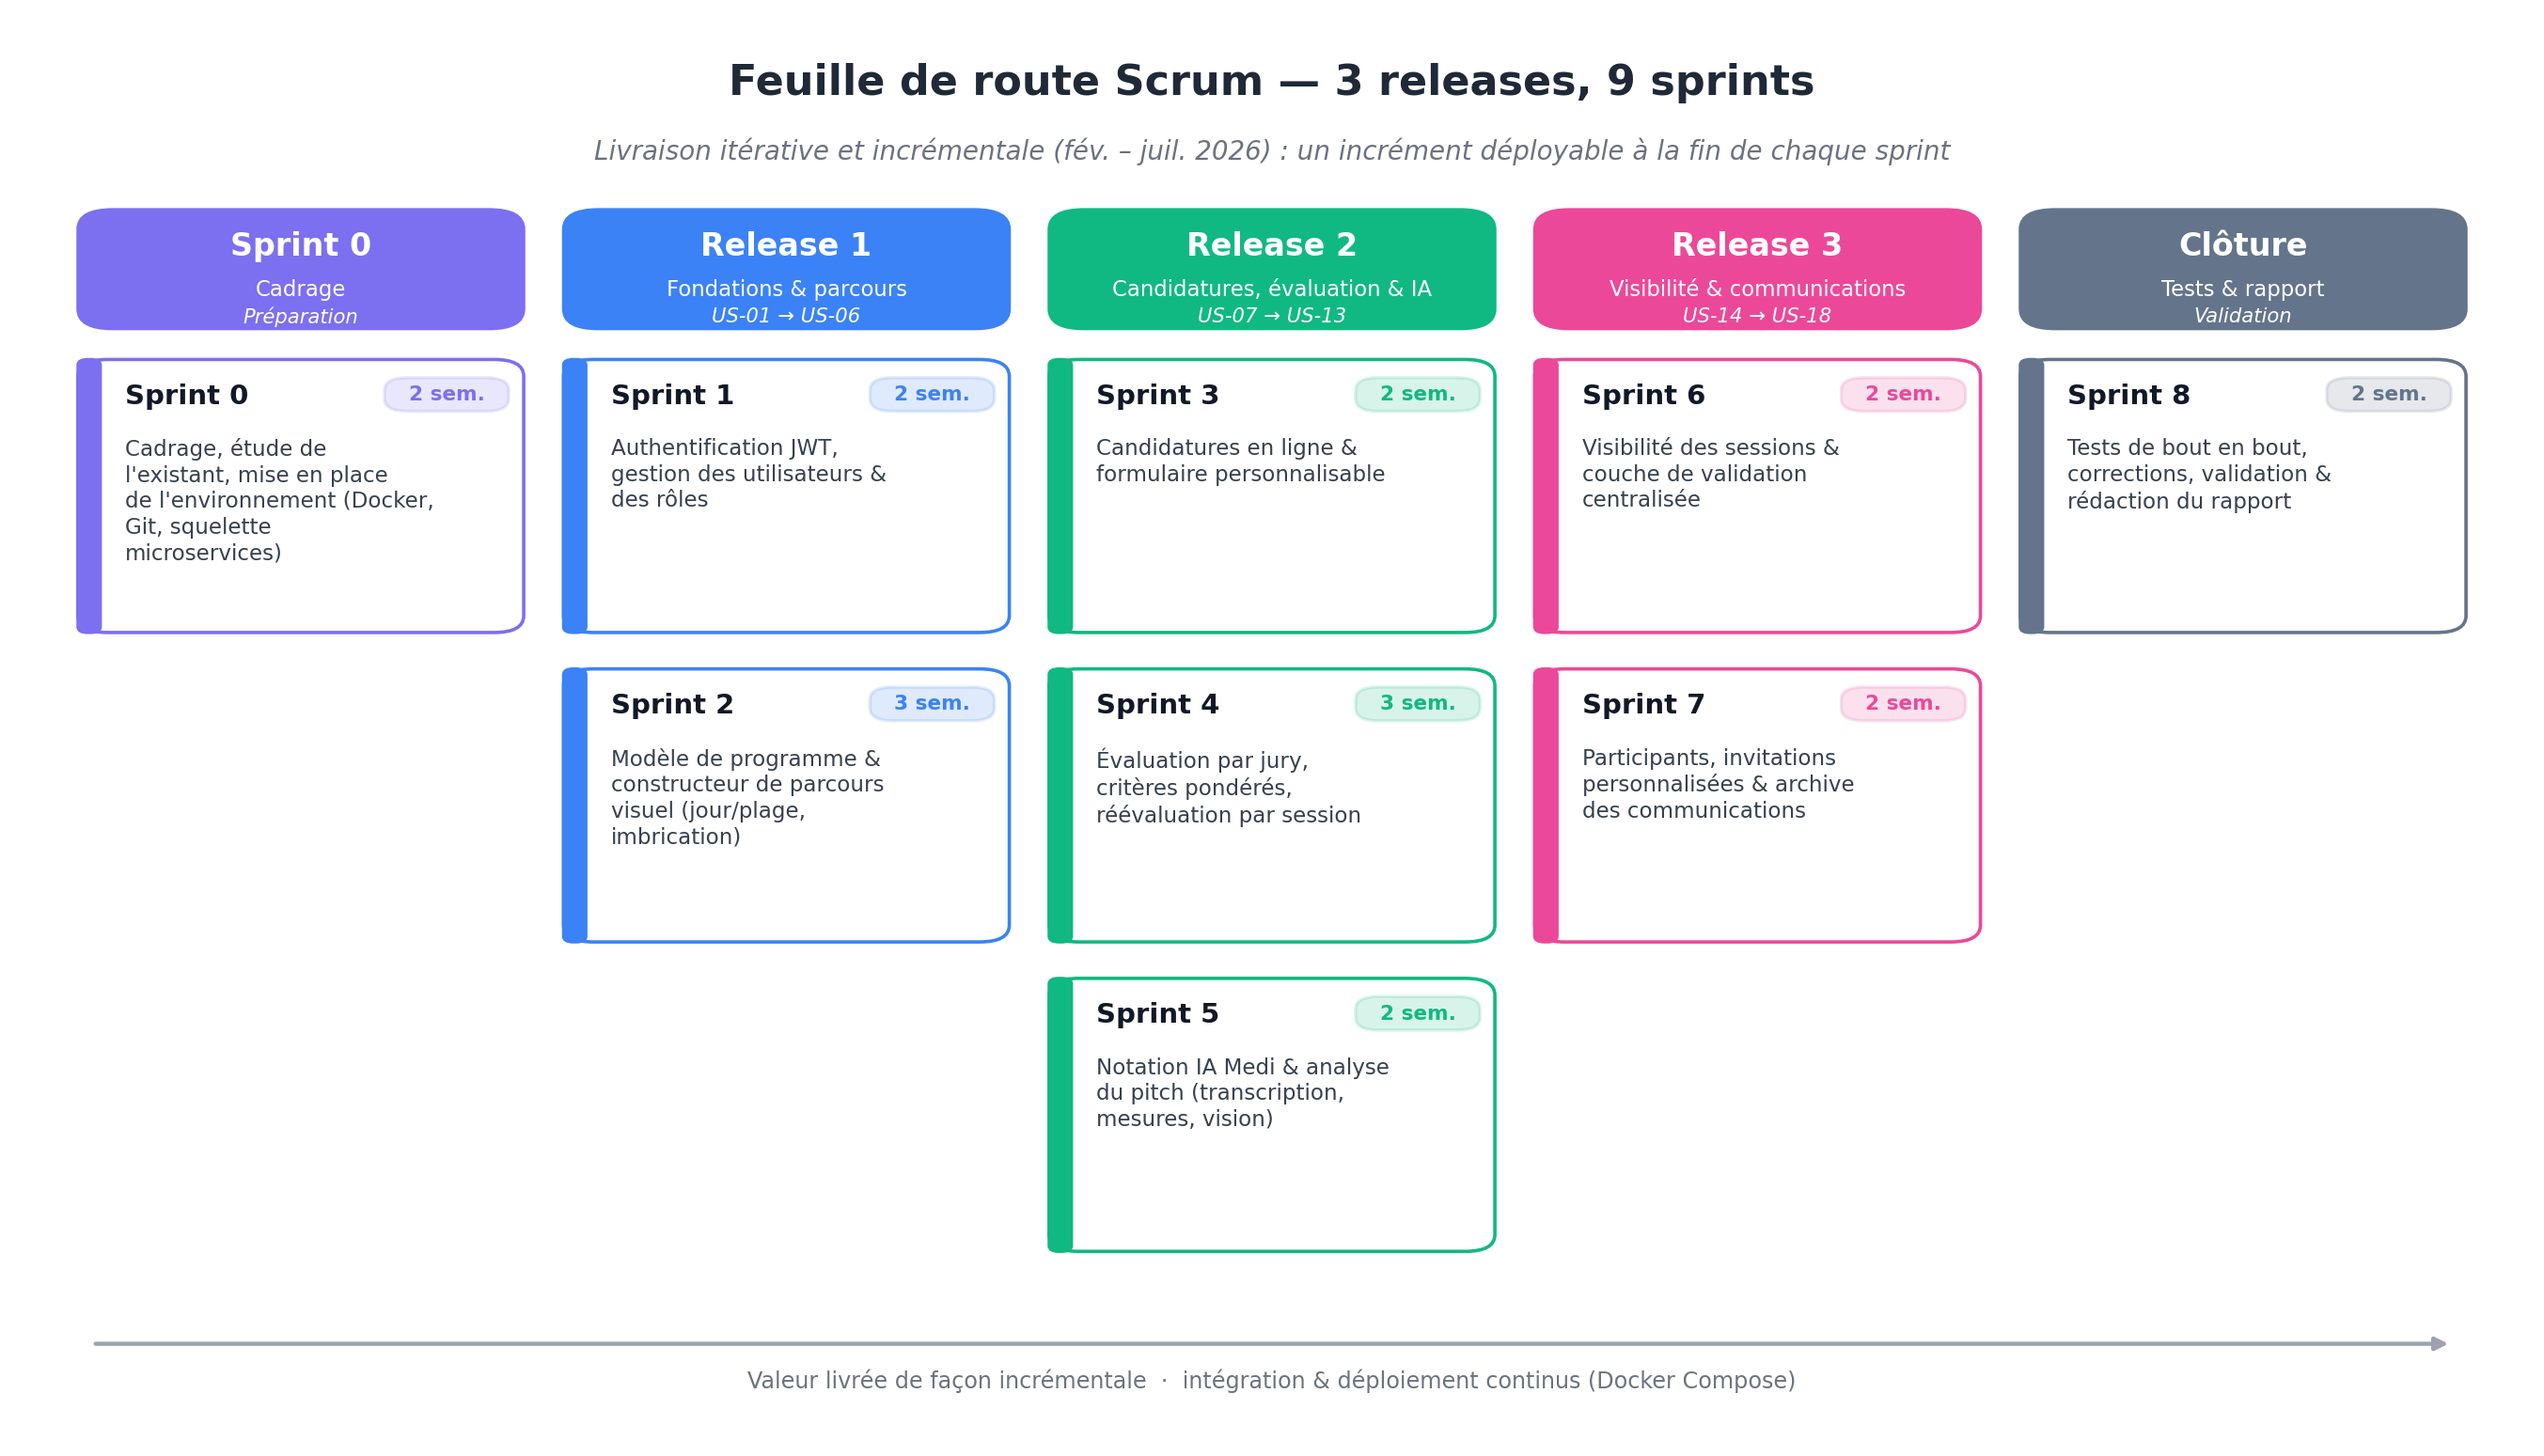 Feuille de route Scrum — 3 releases, 9 sprints
Livraison itérative et incrémentale (fév. – juil. 2026) : un incrément déployable à la fin de chaque sprint
Sprint 0
Cadrage
Préparation
Release 1
Fondations & parcours
US-01 → US-06
Release 2
Candidatures, évaluation & IA
US-07 → US-13
Release 3
Visibilité & communications
US-14 → US-18
Clôture
Tests & rapport
Validation
Sprint 0
2 sem.
Cadrage, étude de
l'existant, mise en place
de l'environnement (Docker,
Git, squelette
microservices)
Sprint 1
2 sem.
Authentification JWT,
gestion des utilisateurs &
des rôles
Sprint 2
3 sem.
Modèle de programme &
constructeur de parcours
visuel (jour/plage,
imbrication)
Sprint 3
2 sem.
Candidatures en ligne &
formulaire personnalisable
Sprint 4
3 sem.
Évaluation par jury,
critères pondérés,
réévaluation par session
Sprint 5
2 sem.
Notation IA Medi & analyse
du pitch (transcription,
mesures, vision)
Sprint 6
2 sem.
Visibilité des sessions &
couche de validation
centralisée
Sprint 7
2 sem.
Participants, invitations
personnalisées & archive
des communications
Sprint 8
2 sem.
Tests de bout en bout,
corrections, validation &
rédaction du rapport
Valeur livrée de façon incrémentale · intégration & déploiement continus (Docker Compose)